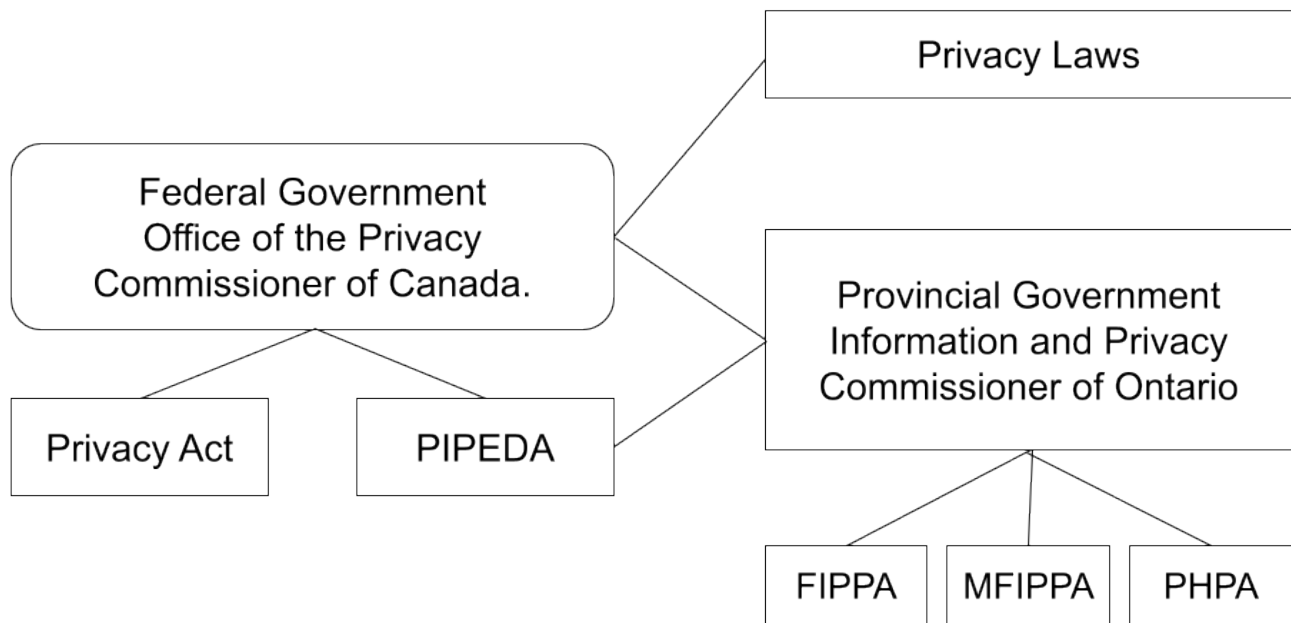 Privacy Laws
Federal Government
Office of the Privacy
Commissioner of Canada.
Provincial Government
Information and Privacy
Commissioner of Ontario
Privacy Act
PIPEDA
FIPPA
MFIPPA
PHPA